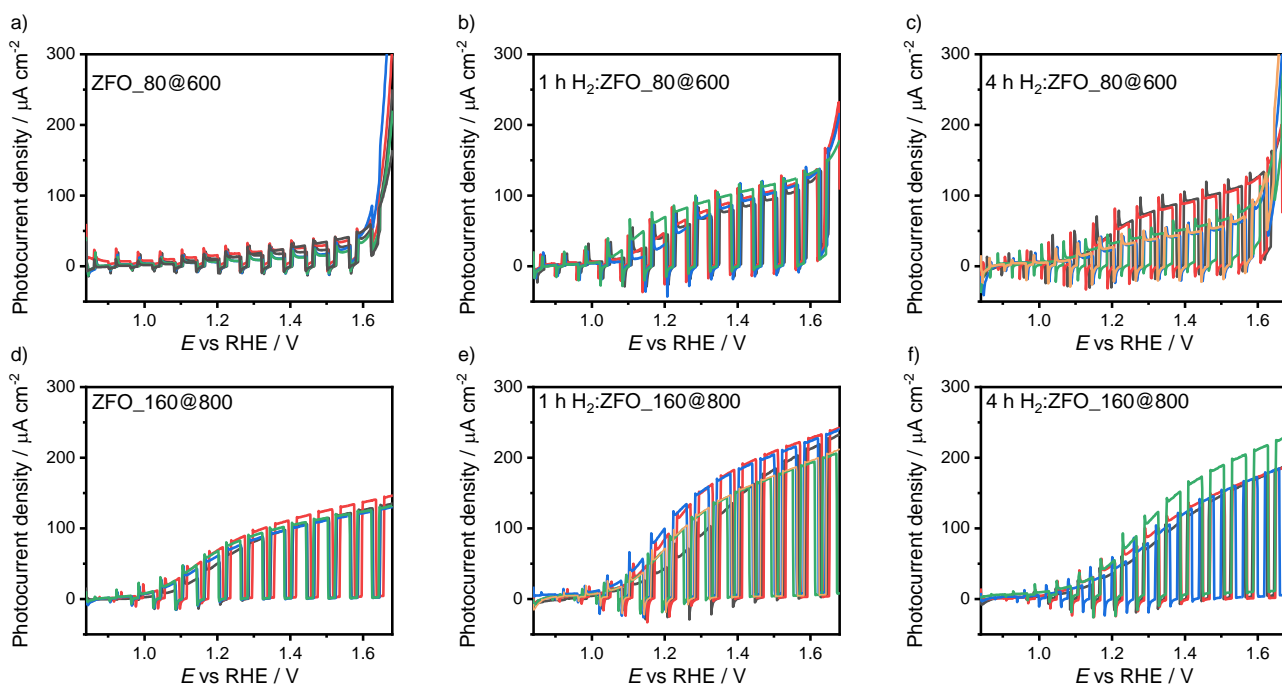 a)
b)
c)
300
200
100
0
Photocurrent density / μA cm-2
ZFO_80@600
1.0 1.2 1.4 1.6
E vs RHE / V
300
200
100
0
Photocurrent density / μA cm-2
1 h H2:ZFO_80@600
1.0 1.2 1.4 1.6
E vs RHE / V
300
200
100
0
Photocurrent density / μA cm-2
4 h H2:ZFO_80@600
1.0 1.2 1.4 1.6
E vs RHE / V
d)
e)
f)
300
200
100
0
Photocurrent density / μA cm-2
ZFO_160@800
1.0 1.2 1.4 1.6
E vs RHE / V
300
200
100
0
Photocurrent density / μA cm-2
1 h H2:ZFO_160@800
1.0 1.2 1.4 1.6
E vs RHE / V
300
200
100
0
Photocurrent density / μA cm-2
4 h H2:ZFO_160@800
1.0 1.2 1.4 1.6
E vs RHE / V